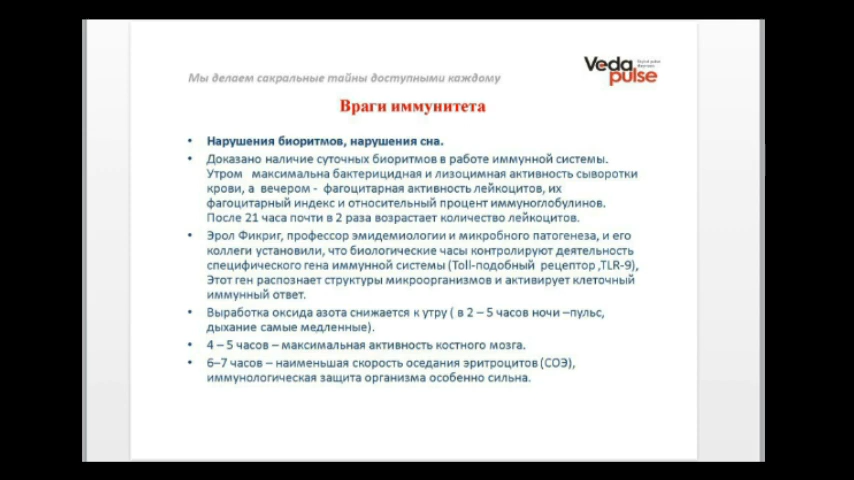 Мы делаем сакральные тайны доступными каждому
Veda
pulse
Враги иммунитета
• Нарушения биоритмов, нарушения сна.
• Доказано наличие суточных биоритмов в работе иммунной системы.
Утром максимальна бактерицидная и лизоцимная активность сыворотки
крови, а вечером - фагоцитарная активность лейкоцитов, их
фагоцитарный индекс и относительный процент иммуноглобулинов.
После 21 часа почти в 2 раза возрастает количество лейкоцитов.
• Эрол Фикриг, профессор эмидемиологии и микробного патогенеза, и его
коллеги установили, что биологические часы контролируют деятельность
специфического гена иммунной системы (Toll-подобный рецептор ,TLR-9),
Этот ген распознает структуры микроорганизмов и активирует клеточный
иммунный ответ.
• Выработка оксида азота снижается к утру ( в 2 – 5 часов ночи –пульс,
дыхание самые медленные).
• 4 – 5 часов – максимальная активность костного мозга.
• 6–7 часов – наименьшая скорость оседания эритроцитов (СОЭ),
иммунологическая защита организма особенно сильна.